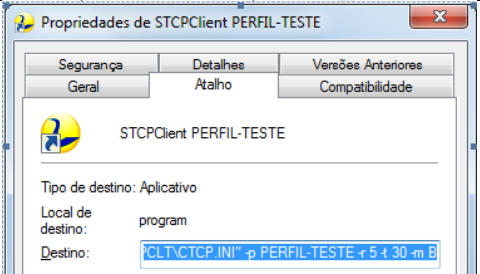 Propriedades de STCPClient PERFIL-TESTE
Segurança Detalhes Versões Anteriores
Geral Atalho Compatibilidade
STCPClient PERFIL-TESTE
Tipo de destino: Aplicativo
Local de
destino: program
Destino: PCLT\CTCP.INI" -p PERFIL-TESTE -r 5 -t 30 -m B